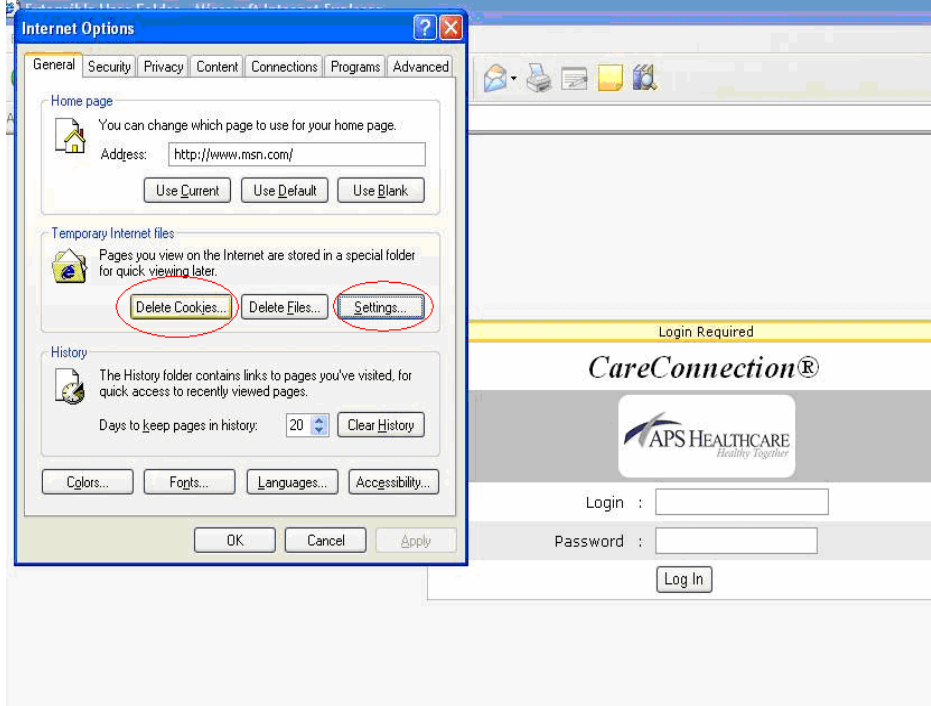 Internet Options
General Security Privacy Content Connections Programs Advanced
Home page
You can change which page to use for your home page.
Address: http://www.msn.com/
Use Current Use Default Use Blank
Temporary Internet files
Pages you view on the Internet are stored in a special folder
for quick viewing later.
Delete Cookies... Delete Files... Settings...
History
The History folder contains links to pages you've visited, for
quick access to recently viewed pages.
Days to keep pages in history: 20 Clear History
Colors... Fonts... Languages... Accessibility...
OK Cancel Apply
Login Required
CareConnection®
APS HEALTHCARE
Healthy Together
Login :
Password :
Log In